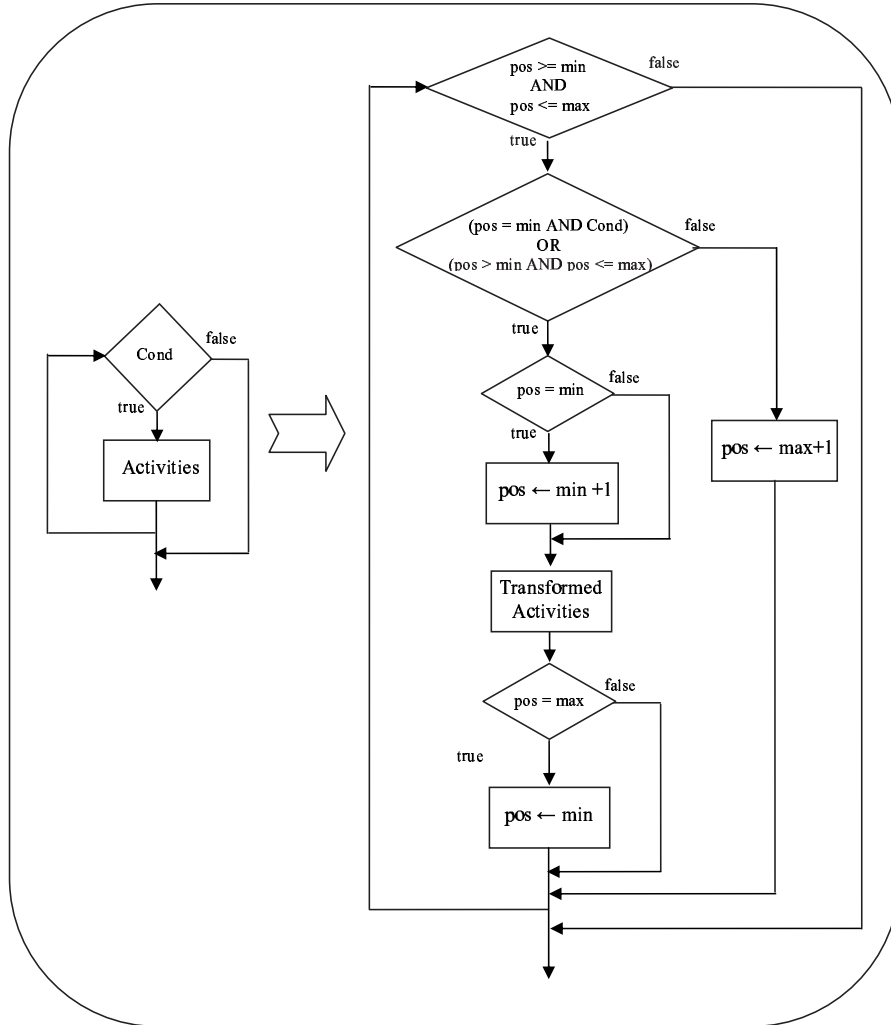 Cond
false
true
Activities
pos >= min
AND
pos <= max
false
true
(pos = min AND Cond)
OR
(pos > min AND pos <= max)
false
true
pos = min
false
true
pos ← min +1
pos ← max+1
Transformed
Activities
pos = max
false
true
pos ← min